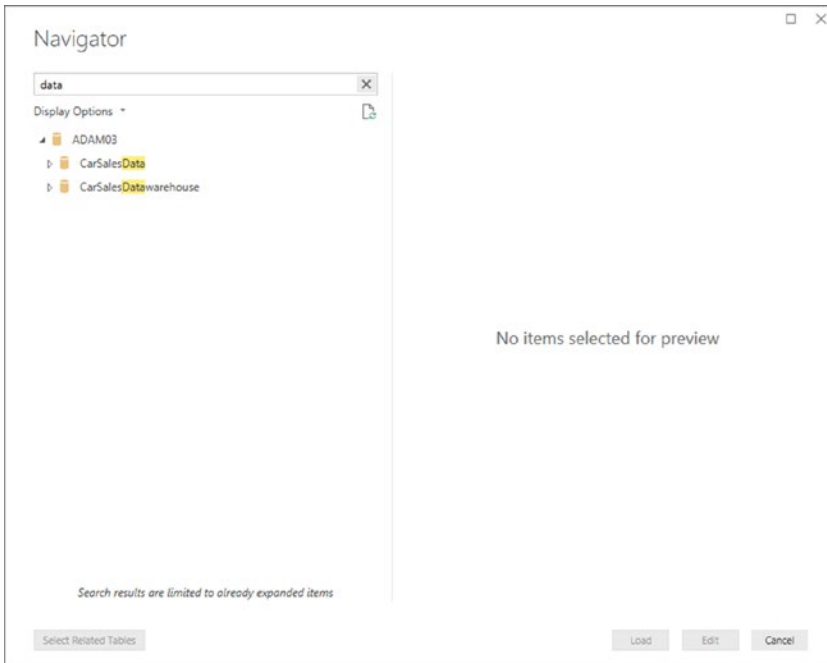 Navigator
data
Display Options
ADAM03
CarSalesData
CarSalesDatawarehouse
No items selected for preview
Search results are limited to already expanded items
Select Related Tables
Load
Edit
Cancel